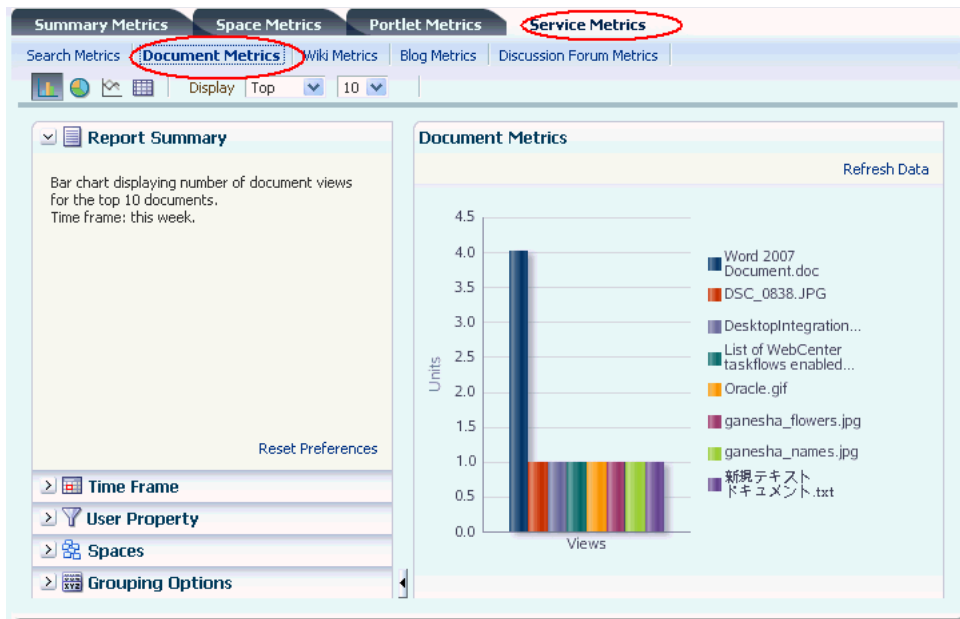 Summary Metrics Space Metrics Portlet Metrics Service Metrics
Search Metrics Document Metrics Wiki Metrics Blog Metrics Discussion Forum Metrics
Display Top 10
Report Summary
Bar chart displaying number of document views
for the top 10 documents.
Time frame: this week.
Reset Preferences
Time Frame
User Property
Spaces
Grouping Options
Document Metrics
Refresh Data
4.5
4.0
3.5
3.0
2.5
2.0
1.5
1.0
0.5
0.0
Units
Views
Word 2007
Document.doc
DSC_0838.JPG
DesktopIntegration...
List of WebCenter
taskflows enabled...
Oracle.gif
ganesha_flowers.jpg
ganesha_names.jpg
新規テキスト
ドキュメント.txt